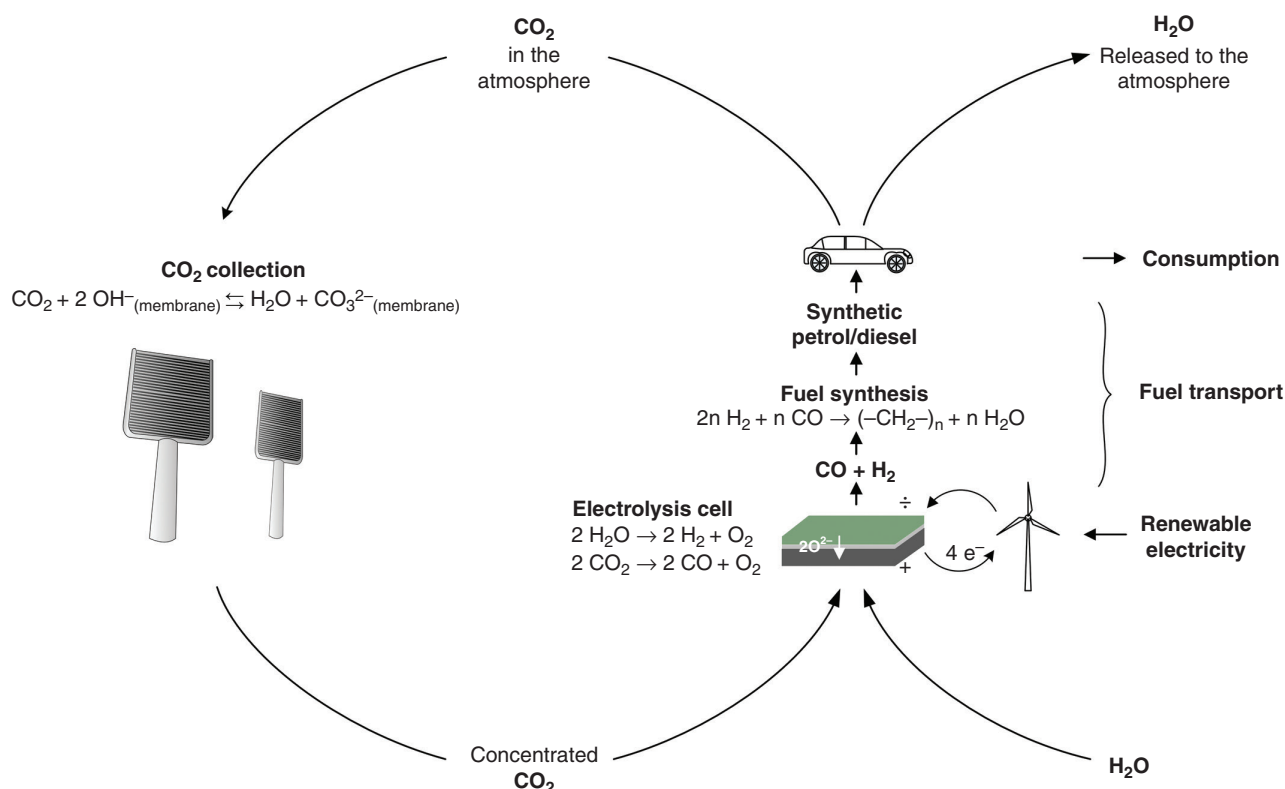 CO₂
in the
atmosphere
H₂O
Released to the
atmosphere
CO₂ collection
CO₂ + 2 OH⁻(membrane) ⇆ H₂O + CO₃²⁻(membrane)
Consumption
Synthetic
petrol/diesel
Fuel synthesis
2n H₂ + n CO → (–CH₂–)ₙ + n H₂O
Fuel transport
CO + H₂
Electrolysis cell
2 H₂O → 2 H₂ + O₂
2 CO₂ → 2 CO + O₂
2O²⁻
÷
+
4 e⁻
Renewable
electricity
Concentrated
CO₂
H₂O